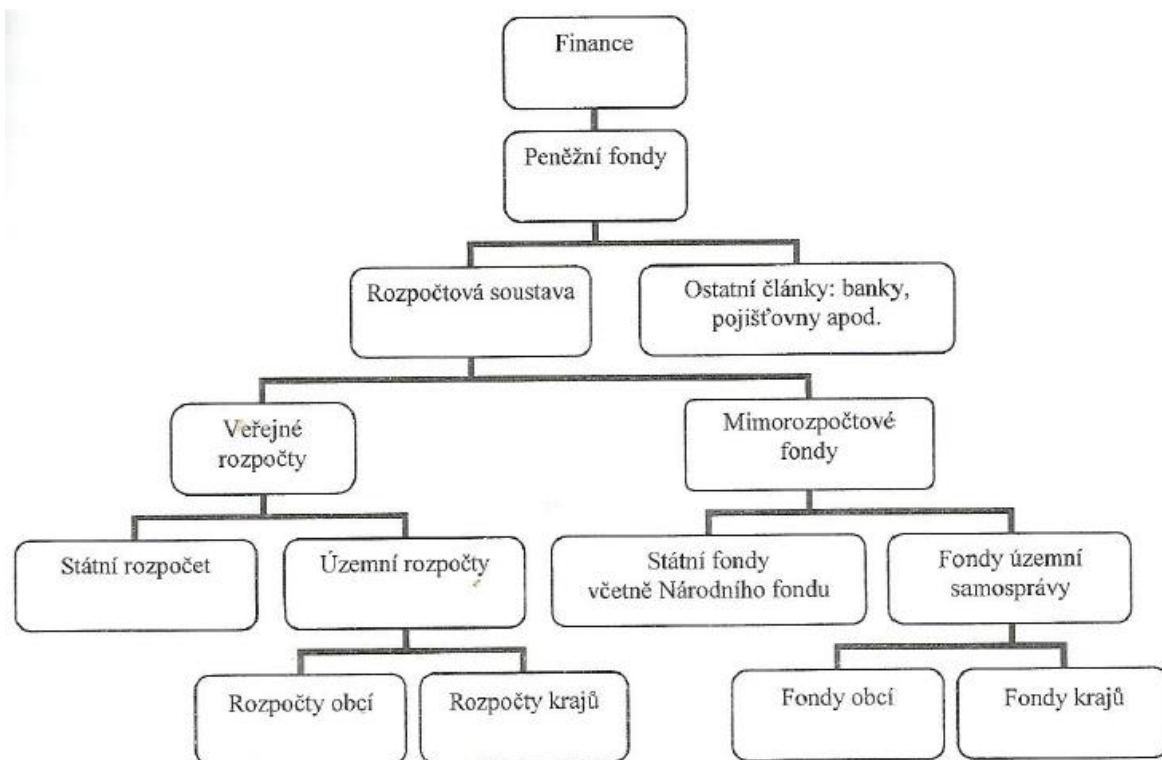 Finance
Peněžní fondy
Rozpočtová soustava
Ostatní články: banky,
pojišťovny apod.
Veřejné
rozpočty
Mimorozpočtové
fondy
Státní rozpočet
Územní rozpočty
Státní fondy
včetně Národního fondu
Fondy územní
samosprávy
Rozpočty obcí
Rozpočty krajů
Fondy obcí
Fondy krajů